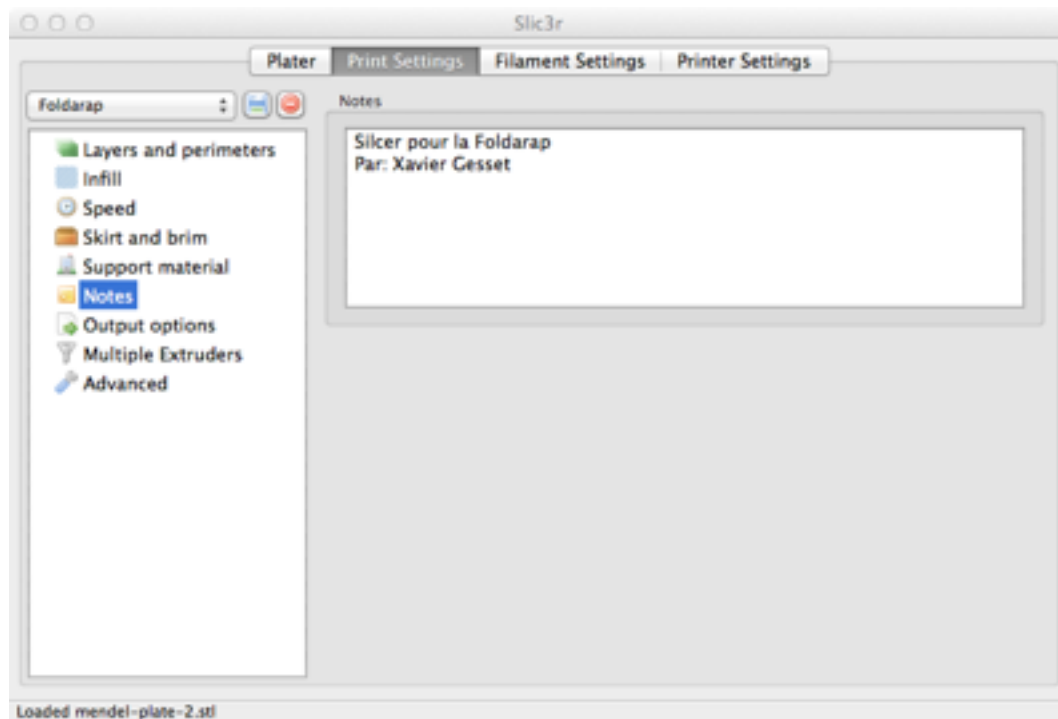 Slic3r
Plater
Print Settings
Filament Settings
Printer Settings
Foldarap
Notes
Layers and perimeters
Infill
Speed
Skirt and brim
Support material
Notes
Output options
Multiple Extruders
Advanced
Silcer pour la Foldarap
Par: Xavier Gesset
Loaded mendel-plate-2.stl